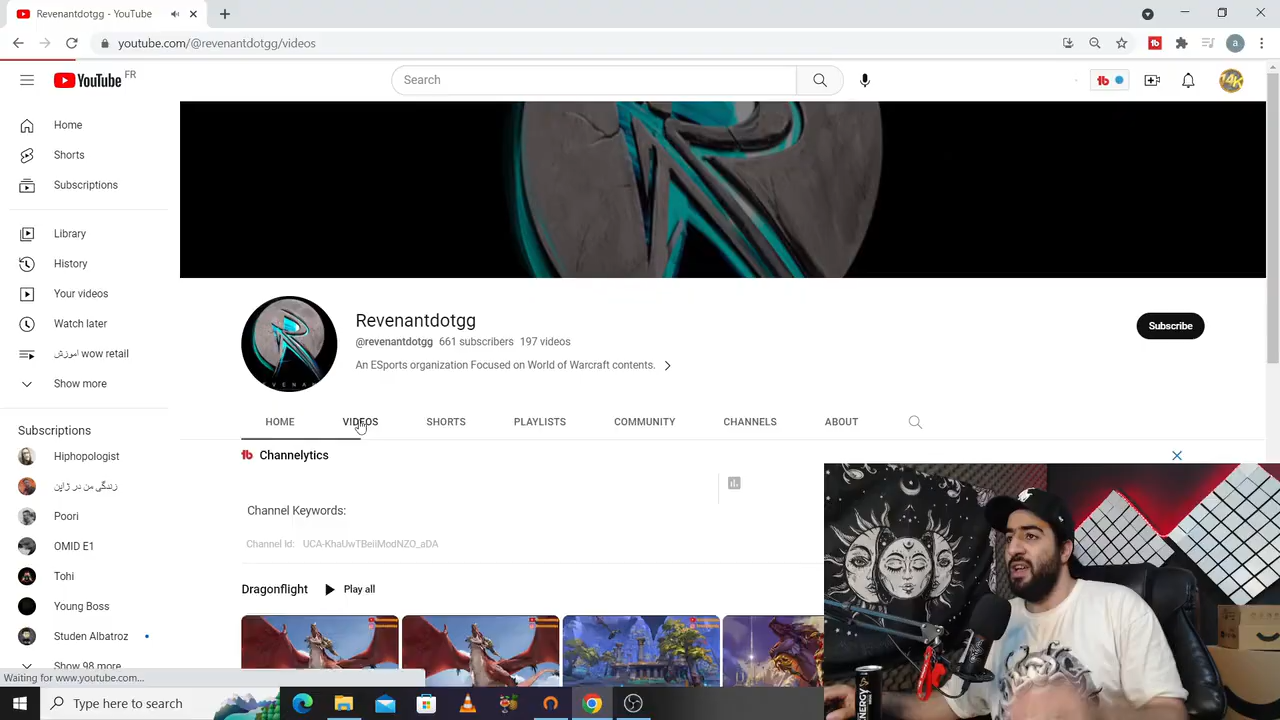 Revenantdotgg - YouTube
youtube.com/@revenantdotgg/videos
YouTube FR
Search
14K
Home
Shorts
Subscriptions
Library
History
Your videos
Watch later
آموزش wow retail
Show more
Subscriptions
Hiphopologist
زندگی من در ژاپن
Poori
OMID E1
Tohi
Young Boss
Studen Albatroz
Show 98 more
Revenantdotgg
@revenantdotgg 661 subscribers 197 videos
An ESports organization Focused on World of Warcraft contents.
Subscribe
HOME VIDEOS SHORTS PLAYLISTS COMMUNITY CHANNELS ABOUT
Channelytics
Channel Keywords:
Channel Id: UCA-KhaUwTBeiiModNZO_aDA
Dragonflight Play all
ENERGY
Waiting for www.youtube.com...
Type here to search